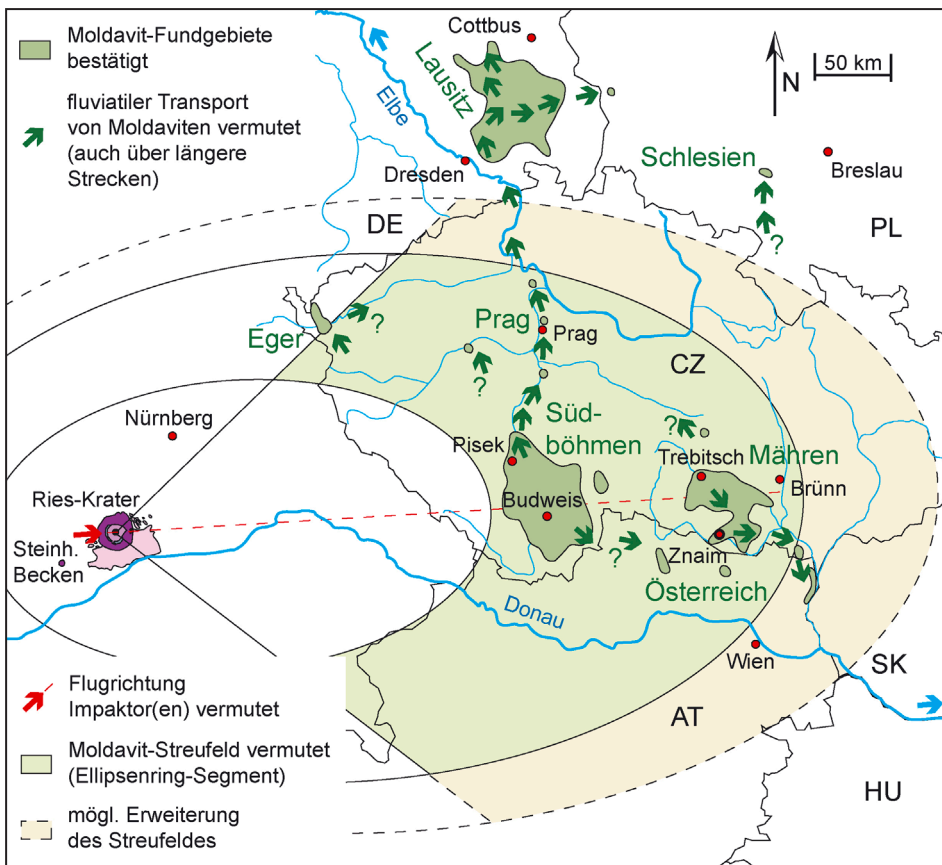 Moldavit-Fundgebiete
bestätigt
fluviatiler Transport
von Moldaviten vermutet
(auch über längere
Strecken)
Cottbus
Lausitz
Elbe
Dresden
N
50 km
Schlesien
Breslau
?
DE
PL
Eger
?
Prag
Prag
?
CZ
Nürnberg
Süd-
böhmen
Pisek
Budweis
?
Trebitsch
Mähren
Brünn
Ries-Krater
Steinh.
Becken
?
Znaim
Österreich
Donau
Wien
SK
AT
HU
Flugrichtung
Impaktor(en) vermutet
Moldavit-Streufeld vermutet
(Ellipsenring-Segment)
mögl. Erweiterung
des Streufeldes